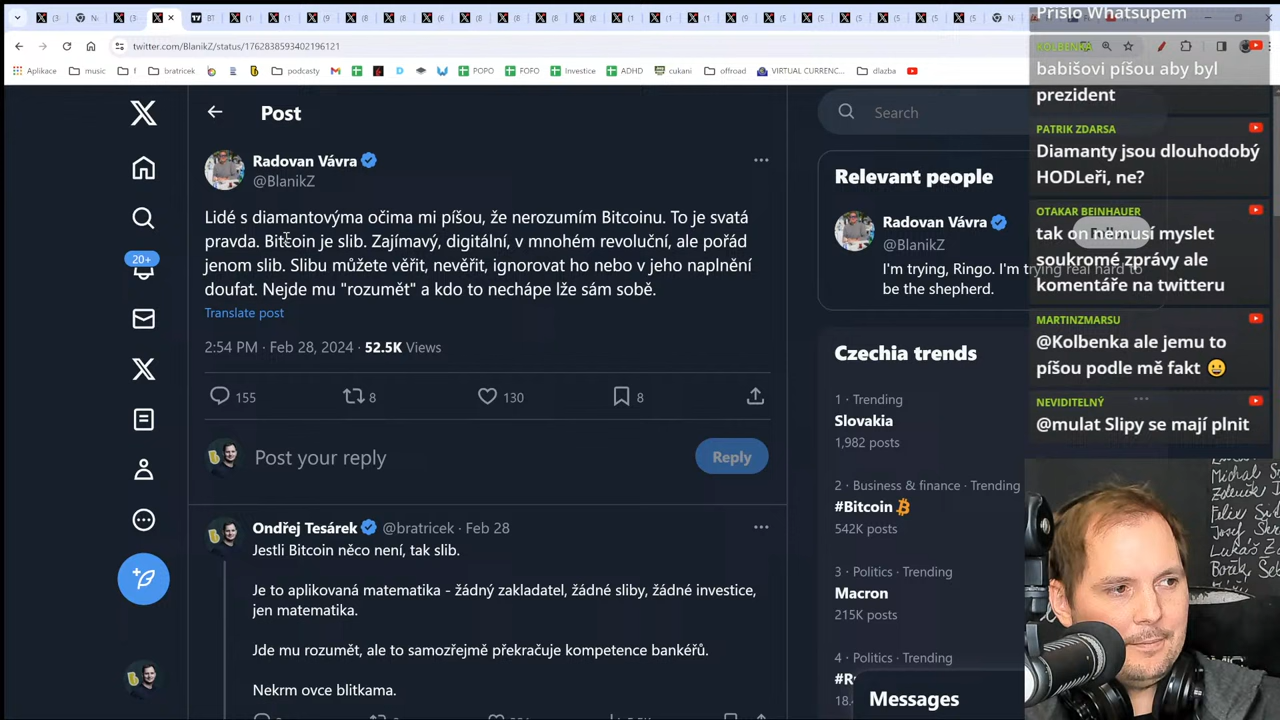 twitter.com/BlanikZ/status/1762838593402196121
Aplikace
music
f
bratricek
podcasty
POPO
FOFO
Investice
ADHD
cukani
offroad
VIRTUAL CURRENC...
dlazba
Post
Radovan Vávra
@BlanikZ
Lidé s diamantovýma očima mi píšou, že nerozumím Bitcoinu. To je svatá
pravda. Bitcoin je slib. Zajímavý, digitální, v mnohém revoluční, ale pořád
jenom slib. Slibu můžete věřit, nevěřit, ignorovat ho nebo v jeho naplnění
doufat. Nejde mu "rozumět" a kdo to nechápe lže sám sobě.
Translate post
2:54 PM · Feb 28, 2024 · 52.5K Views
155
8
130
8
Post your reply
Reply
Ondřej Tesárek @bratricek · Feb 28
Jestli Bitcoin něco není, tak slib.
Je to aplikovaná matematika - žádný zakladatel, žádné sliby, žádné investice,
jen matematika.
Jde mu rozumět, ale to samozřejmě překračuje kompetence bankéřů.
Nekrm ovce blitkama.
20+
Search
Relevant people
Radovan Vávra
@BlanikZ
I'm trying, Ringo. I'm trying real hard to
be the shepherd.
Czechia trends
1 · Trending
Slovakia
1,982 posts
2 · Business & finance · Trending
#Bitcoin
542K posts
3 · Politics · Trending
Macron
215K posts
4 · Politics · Trending
Messages
Přišlo Whatsupem
KOLBENKA
babišovi píšou aby byl
prezident
PATRIK ZDARSA
Diamanty jsou dlouhodobý
HODLeři, ne?
OTAKAR BEINHAUER
tak on nemusí myslet
soukromé zprávy ale
komentáře na twitteru
MARTINZMARSU
@Kolbenka ale jemu to
píšou podle mě fakt 😀
NEVIDITELNÝ
@mulat Slipy se mají plnit